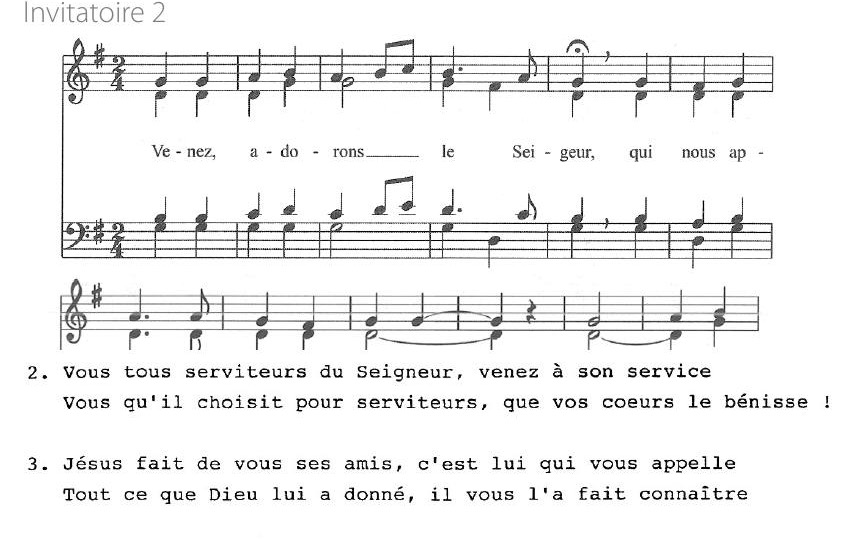 Invitatoire 2
Ve - nez, a - do - rons____ le Sei - geur, qui nous ap -
2. Vous tous serviteurs du Seigneur, venez à son service
Vous qu'il choisit pour serviteurs, que vos coeurs le bénisse !
3. Jésus fait de vous ses amis, c'est lui qui vous appelle
Tout ce que Dieu lui a donné, il vous l'a fait connaître